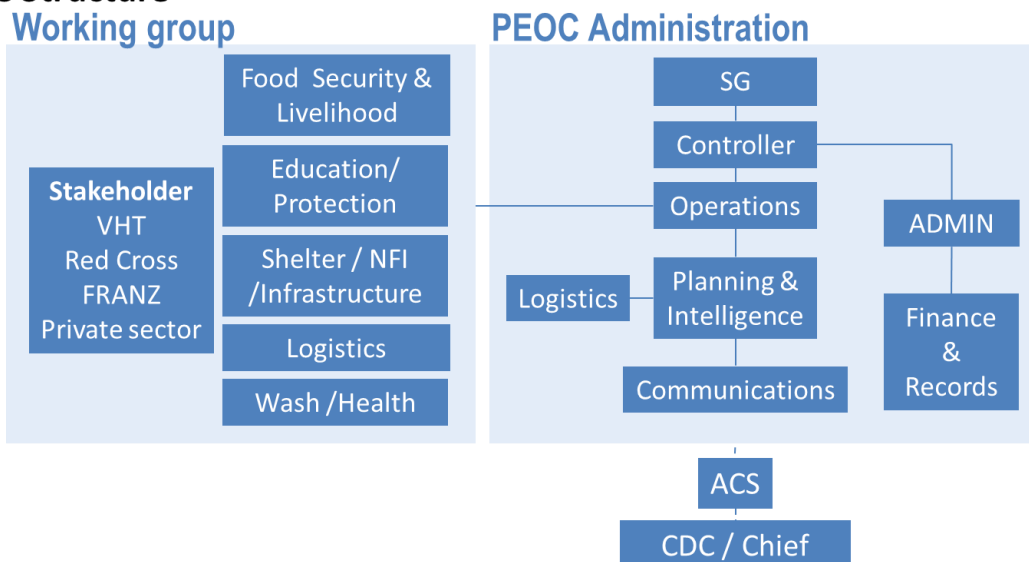 Structure
Working group
Food Security &
Livelihood
Education/
Protection
Shelter / NFI
/Infrastructure
Logistics
Wash /Health
Stakeholder
VHT
Red Cross
FRANZ
Private sector
PEOC Administration
SG
Controller
Operations
Planning &
Intelligence
Logistics
Communications
ADMIN
Finance
&
Records
ACS
CDC / Chief